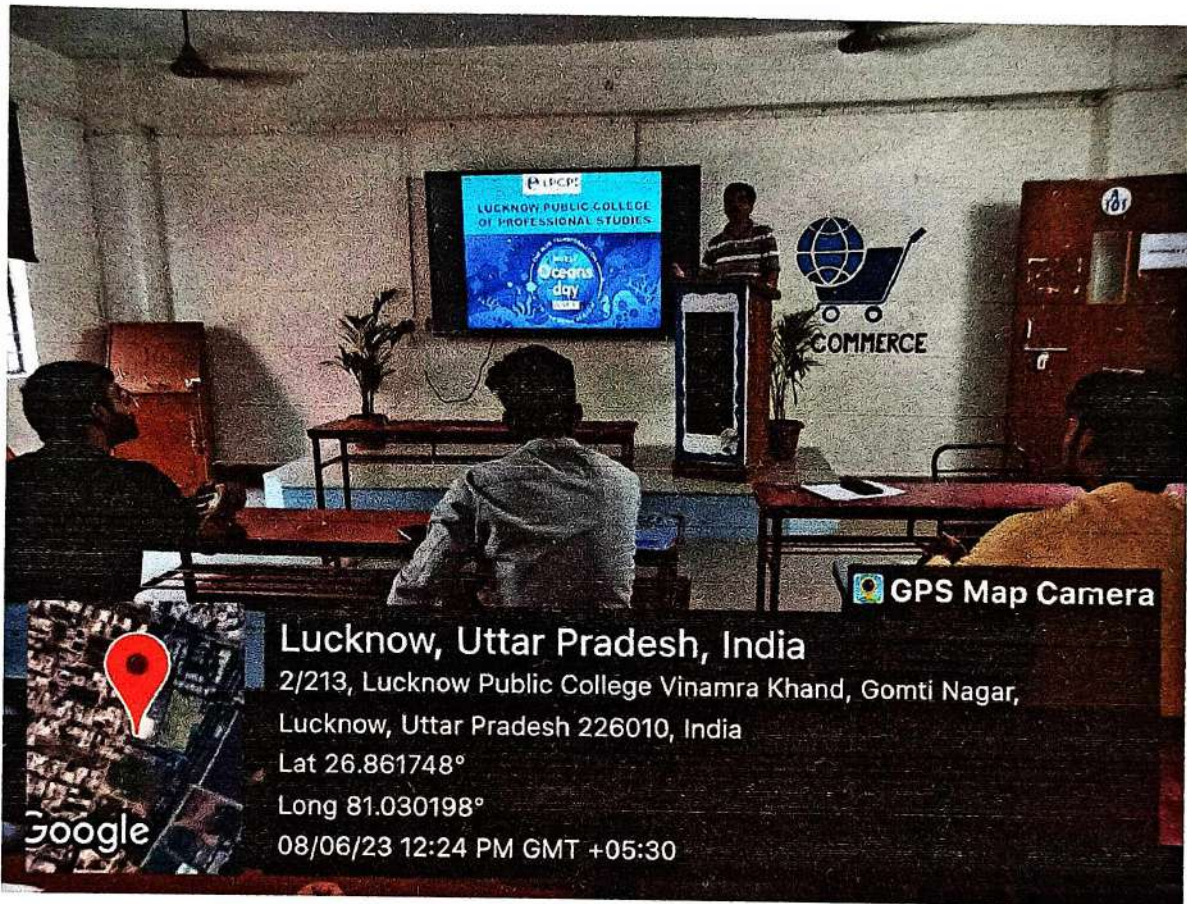 LPCPS
LUCKNOW PUBLIC COLLEGE
OF PROFESSIONAL STUDIES
Oceans
day
COMMERCE
A
101
GPS Map Camera
Lucknow, Uttar Pradesh, India
2/213, Lucknow Public College Vinamra Khand, Gomti Nagar,
Lucknow, Uttar Pradesh 226010, India
Lat 26.861748°
Long 81.030198°
08/06/23 12:24 PM GMT +05:30
Google